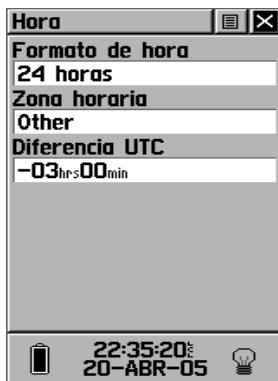 Hora
Formato de hora
24 horas
Zona horaria
Other
Diferencia UTC
-03hrs00min
22:35:20
20-ABR-05